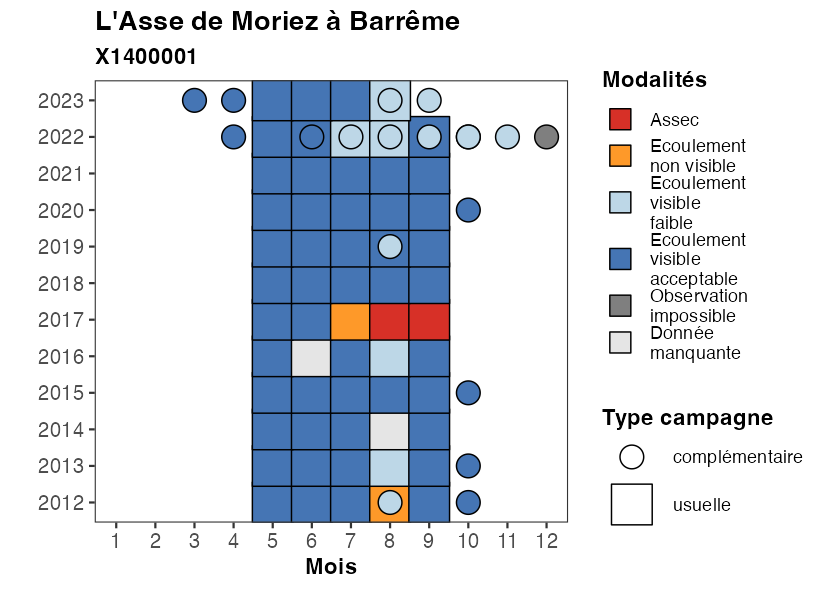 L'Asse de Moriez à Barrême
X1400001
2023
2022
2021
2020
2019
2018
2017
2016
2015
2014
2013
2012
1 2 3 4 5 6 7 8 9 10 11 12
Mois
Modalités
Assec
Ecoulement
non visible
Ecoulement
visible
faible
Ecoulement
visible
acceptable
Observation
impossible
Donnée
manquante
Type campagne
complémentaire
usuelle